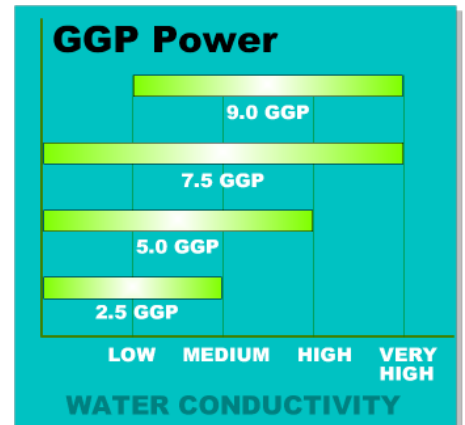 GGP Power
9.0 GGP
7.5 GGP
5.0 GGP
2.5 GGP
LOW MEDIUM HIGH VERY HIGH
WATER CONDUCTIVITY